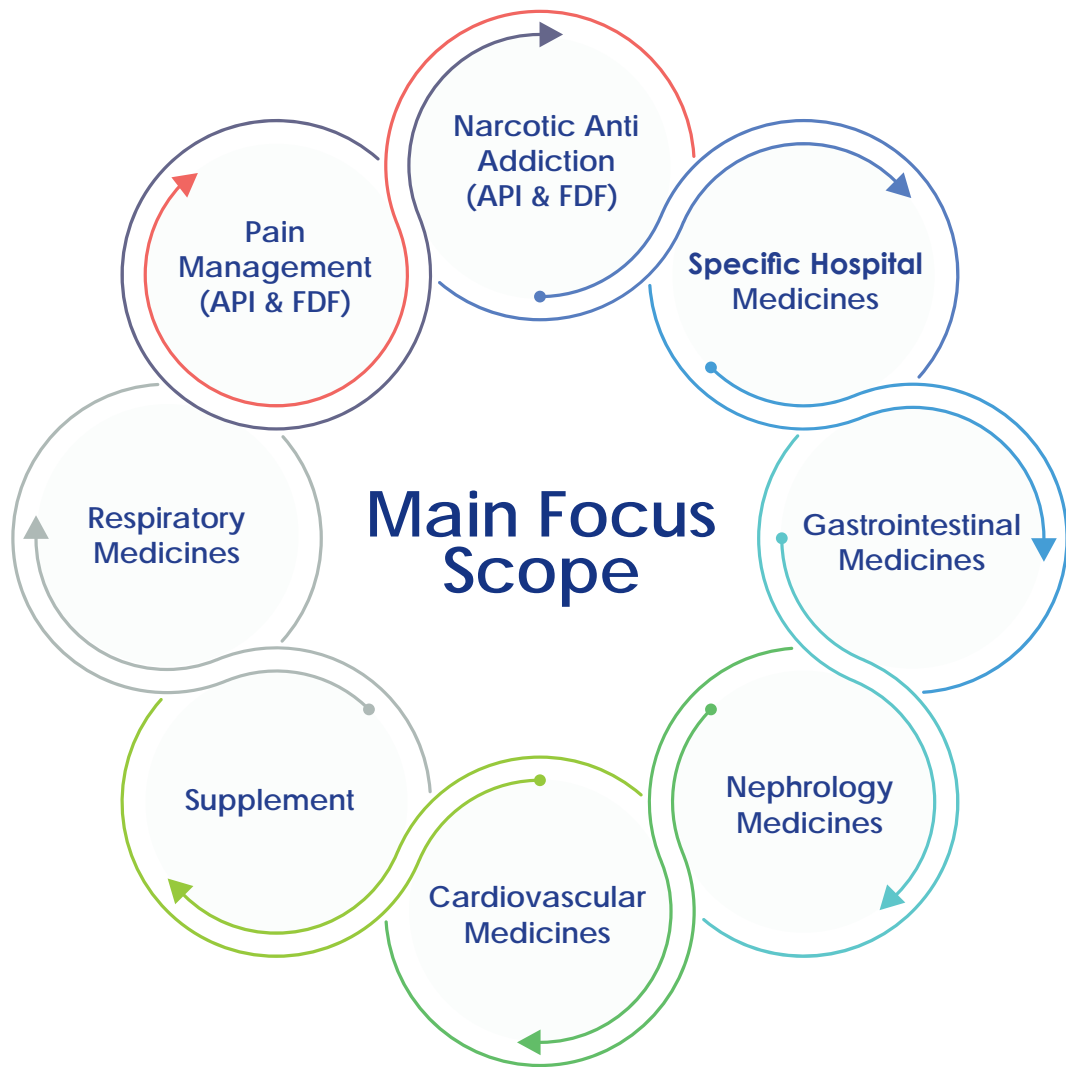 Narcotic Anti
Addiction
(API & FDF)
Specific Hospital
Medicines
Gastrointestinal
Medicines
Nephrology
Medicines
Cardiovascular
Medicines
Supplement
Respiratory
Medicines
Pain
Management
(API & FDF)
Main Focus
Scope